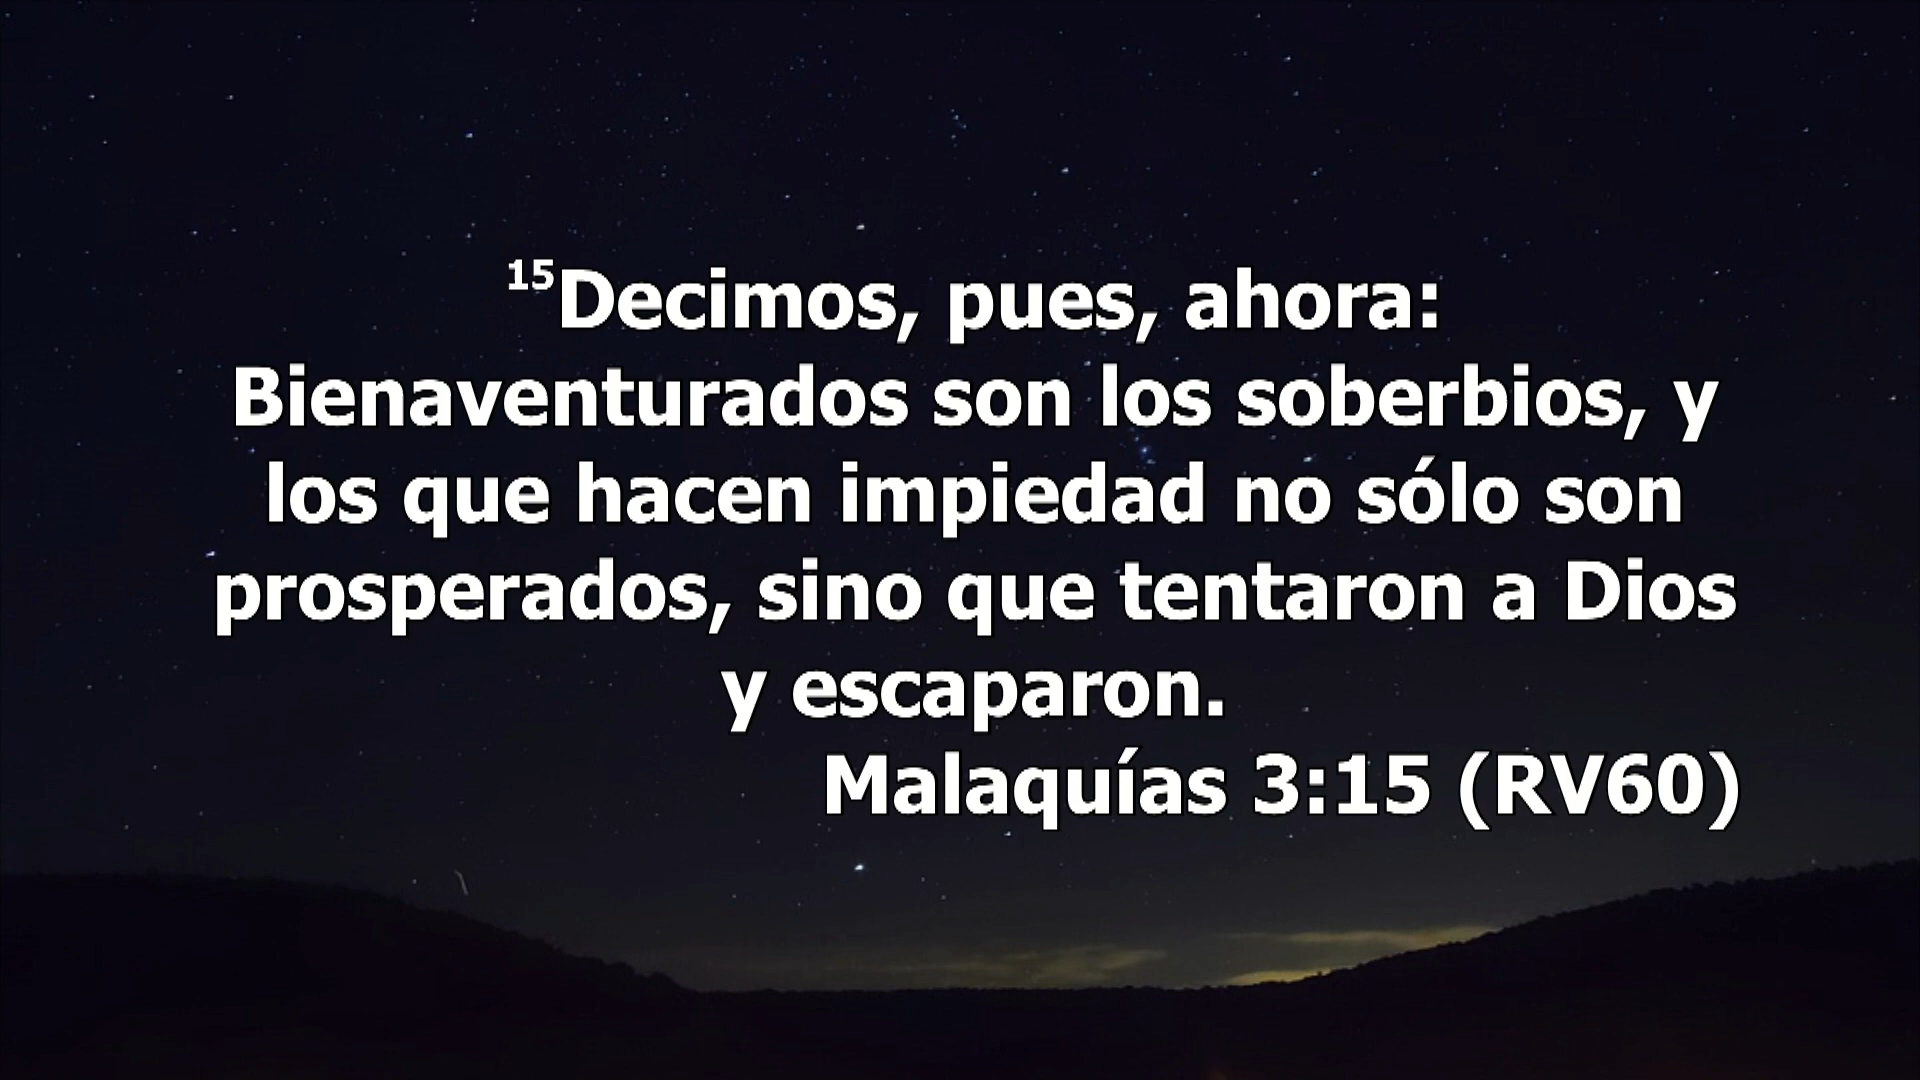 15Decimos, pues, ahora:
Bienaventurados son los soberbios, y
los que hacen impiedad no sólo son
prosperados, sino que tentaron a Dios
y escaparon.
Malaquías 3:15 (RV60)